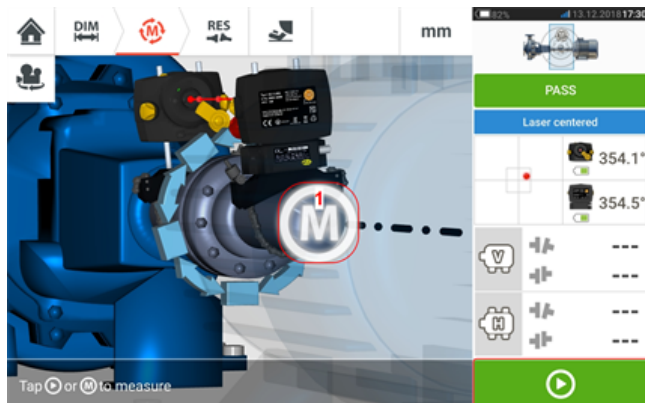 DIM
M
RES
mm
82%
13.12.2018 17:30
PASS
Laser centered
354.1°
354.5°
1
M
V
---
---
H
---
---
Tap or M to measure